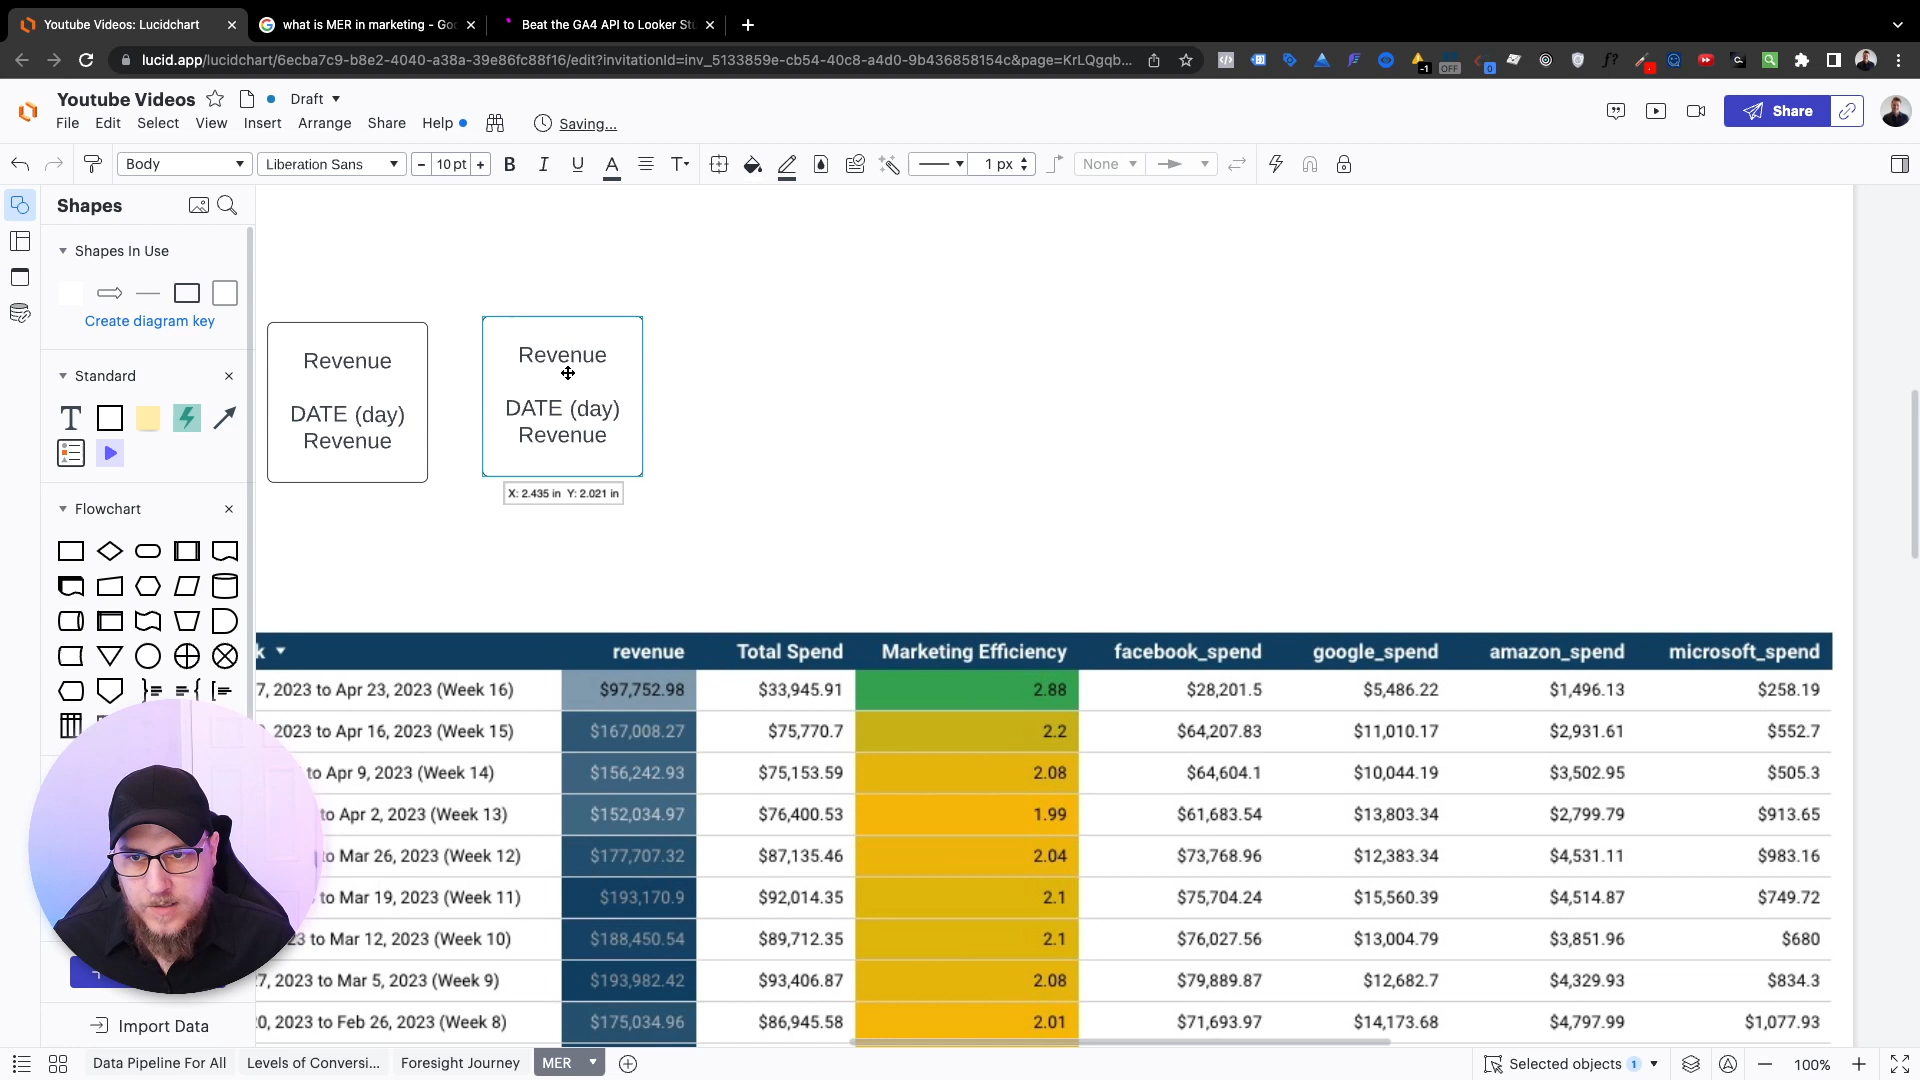 Youtube Videos: Lucidchart
what is MER in marketing - Goo
Beat the GA4 API to Looker Stu
lucid.app/lucidchart/6ecba7c9-b8e2-4040-a38a-39e86fc88f16/edit?invitationId=inv_5133859e-cb54-40c8-a4d0-9b436858154c&page=KrLQgqb...
OFF
Youtube Videos
Draft
File Edit Select View Insert Arrange Share Help
Saving...
Share
Body
Liberation Sans
- 10 pt +
B I U A T
1 px
None
Shapes
Shapes In Use
Create diagram key
Standard
T
Flowchart
Import Data
Revenue
DATE (day)
Revenue
Revenue
DATE (day)
Revenue
X: 2.435 in Y: 2.021 in
k revenue Total Spend Marketing Efficiency facebook_spend google_spend amazon_spend microsoft_spend
7, 2023 to Apr 23, 2023 (Week 16) $97,752.98 $33,945.91 2.88 $28,201.5 $5,486.22 $1,496.13 $258.19
, 2023 to Apr 16, 2023 (Week 15) $167,008.27 $75,770.7 2.2 $64,207.83 $11,010.17 $2,931.61 $552.7
to Apr 9, 2023 (Week 14) $156,242.93 $75,153.59 2.08 $64,604.1 $10,044.19 $3,502.95 $505.3
to Apr 2, 2023 (Week 13) $152,034.97 $76,400.53 1.99 $61,683.54 $13,803.34 $2,799.79 $913.65
to Mar 26, 2023 (Week 12) $177,707.32 $87,135.46 2.04 $73,768.96 $12,383.34 $4,531.11 $983.16
to Mar 19, 2023 (Week 11) $193,170.9 $92,014.35 2.1 $75,704.24 $15,560.39 $4,514.87 $749.72
23 to Mar 12, 2023 (Week 10) $188,450.54 $89,712.35 2.1 $76,027.56 $13,004.79 $3,851.96 $680
27, 2023 to Mar 5, 2023 (Week 9) $193,982.42 $93,406.87 2.08 $79,889.87 $12,682.7 $4,329.93 $834.3
0, 2023 to Feb 26, 2023 (Week 8) $175,034.96 $86,945.58 2.01 $71,693.97 $14,173.68 $4,797.99 $1,077.93
Data Pipeline For All
Levels of Conversi...
Foresight Journey
MER
Selected objects 1
100%